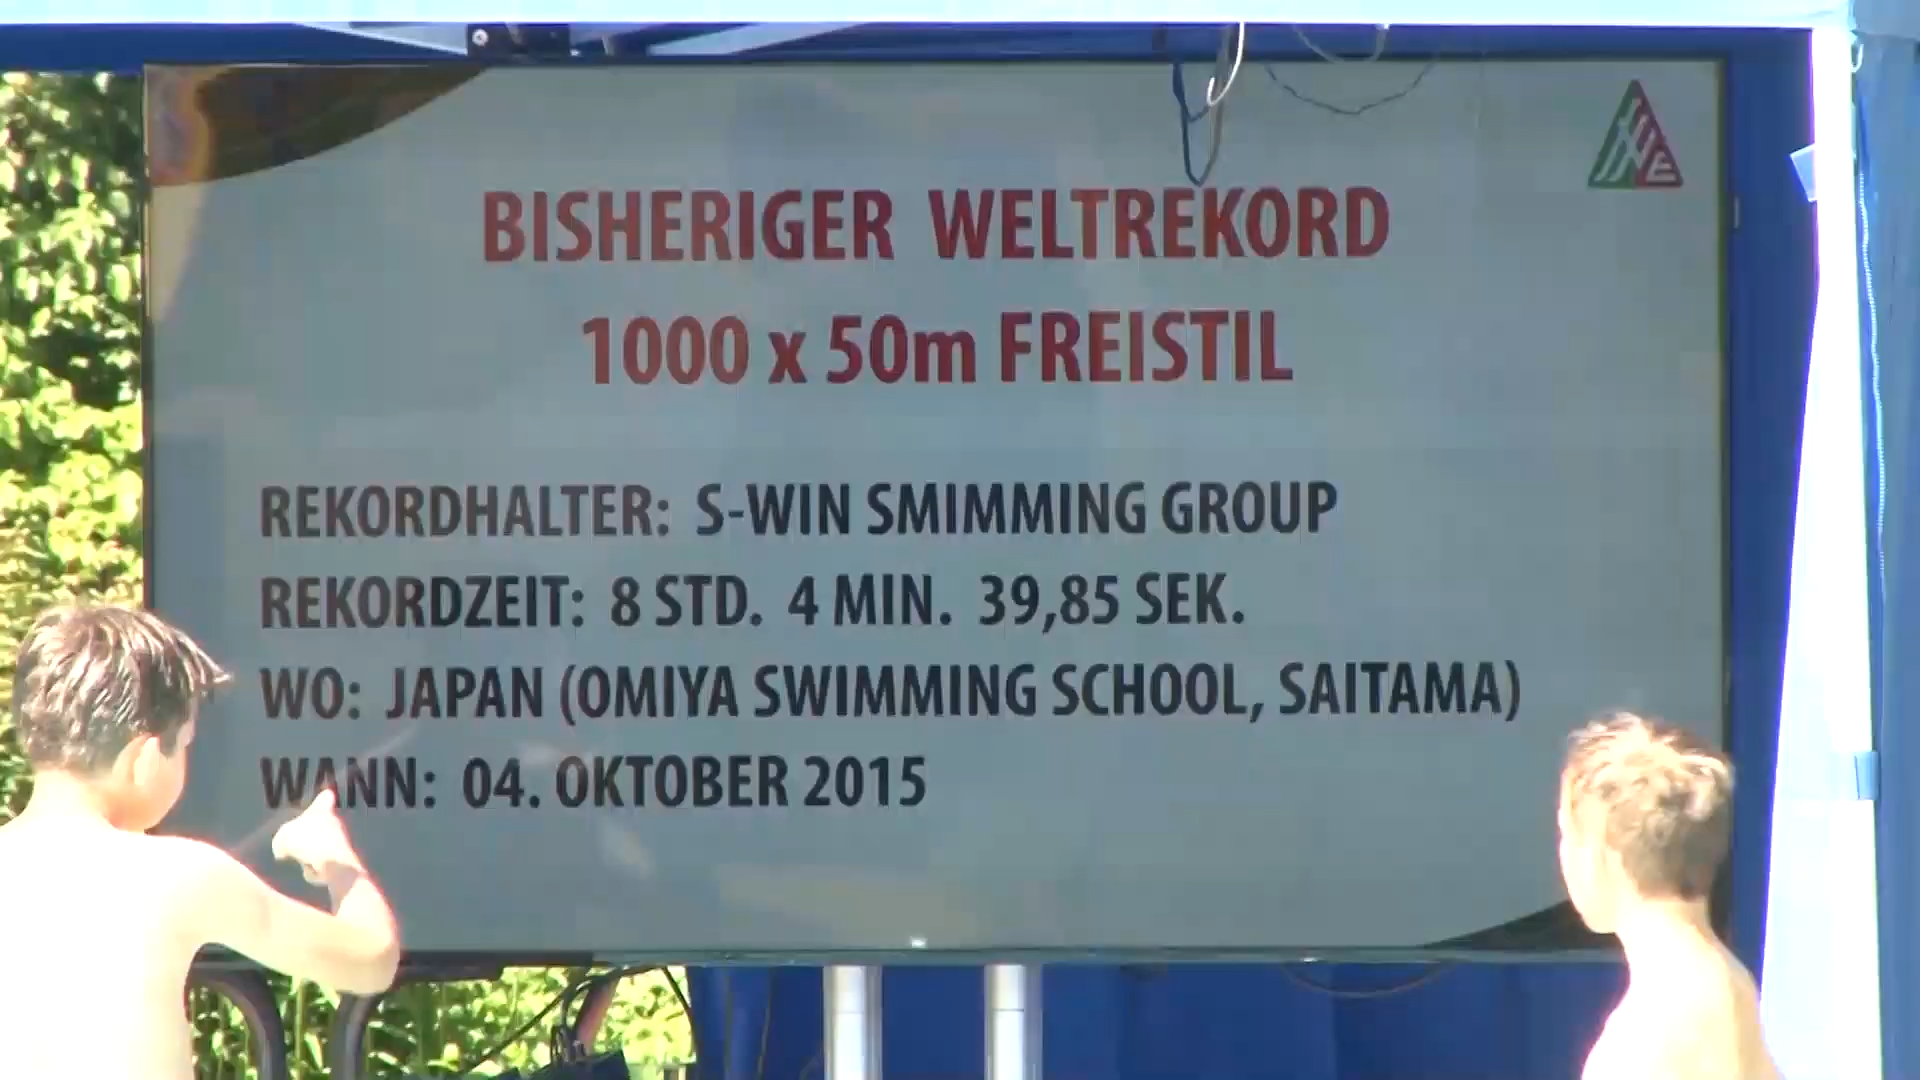 BISHERIGER WELTREKORD
1000 x 50m FREISTIL
REKORDHALTER: S-WIN SMIMMING GROUP
REKORDZEIT: 8 STD. 4 MIN. 39,85 SEK.
WO: JAPAN (OMIYA SWIMMING SCHOOL, SAITAMA)
WANN: 04. OKTOBER 2015